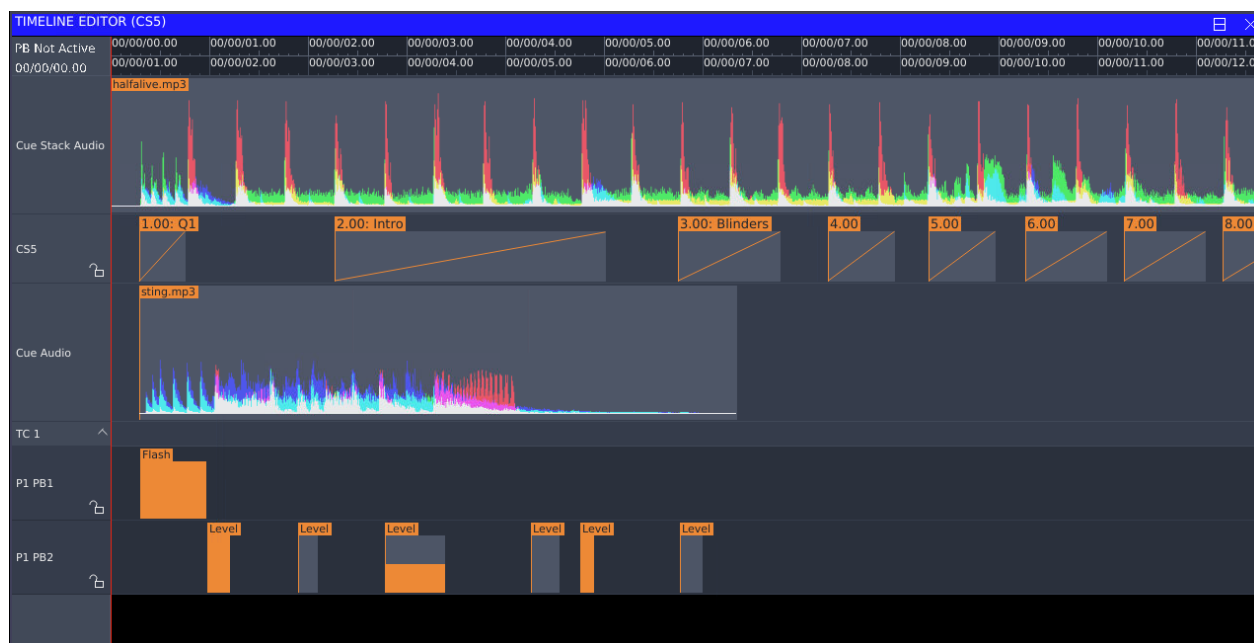 TIMELINE EDITOR (CS5)
PB Not Active 00/00/00.00 00/00/01.00 00/00/02.00 00/00/03.00 00/00/04.00 00/00/05.00 00/00/06.00 00/00/07.00 00/00/08.00 00/00/09.00 00/00/10.00 00/00/11.0
00/00/00.00 00/00/01.00 00/00/02.00 00/00/03.00 00/00/04.00 00/00/05.00 00/00/06.00 00/00/07.00 00/00/08.00 00/00/09.00 00/00/10.00 00/00/11.00 00/00/12.0
halfalive.mp3
Cue Stack Audio
1.00: Q1 2.00: Intro 3.00: Blinders 4.00 5.00 6.00 7.00 8.00
CS5
sting.mp3
Cue Audio
TC 1
Flash
P1 PB1
Level Level Level Level Level Level
P1 PB2